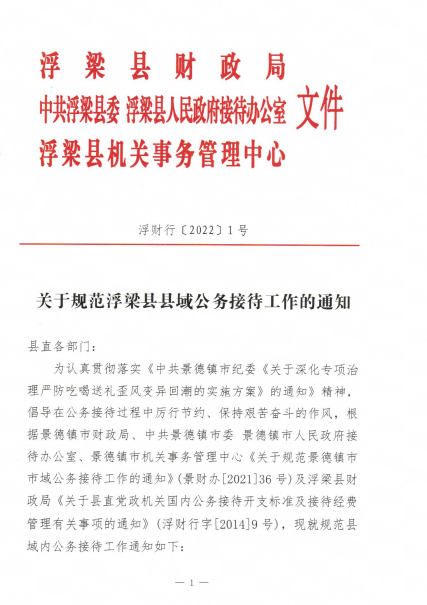 浮梁县财政局
中共浮梁县委 浮梁县人民政府接待办公室 文件
浮梁县机关事务管理中心
浮财行〔2022〕1号
关于规范浮梁县县域公务接待工作的通知
县直各部门：
为认真贯彻落实《中共景德镇市纪委《关于深化专项治
理严防吃喝送礼歪风变异回潮的实施方案》的通知》精神，
倡导在公务接待过程中厉行节约、保持艰苦奋斗的作风，根
据景德镇市财政局、中共景德镇市委 景德镇市人民政府接
待办公室、景德镇市机关事务管理中心《关于规范景德镇市
市域公务接待工作的通知》(景财办[2021]36号)及浮梁县财
政局《关于县直党政机关国内公务接待开支标准及接待经费
管理有关事项的通知》(浮财行字[2014]9号)，现就规范县
域内公务接待工作通知如下：
— 1 —